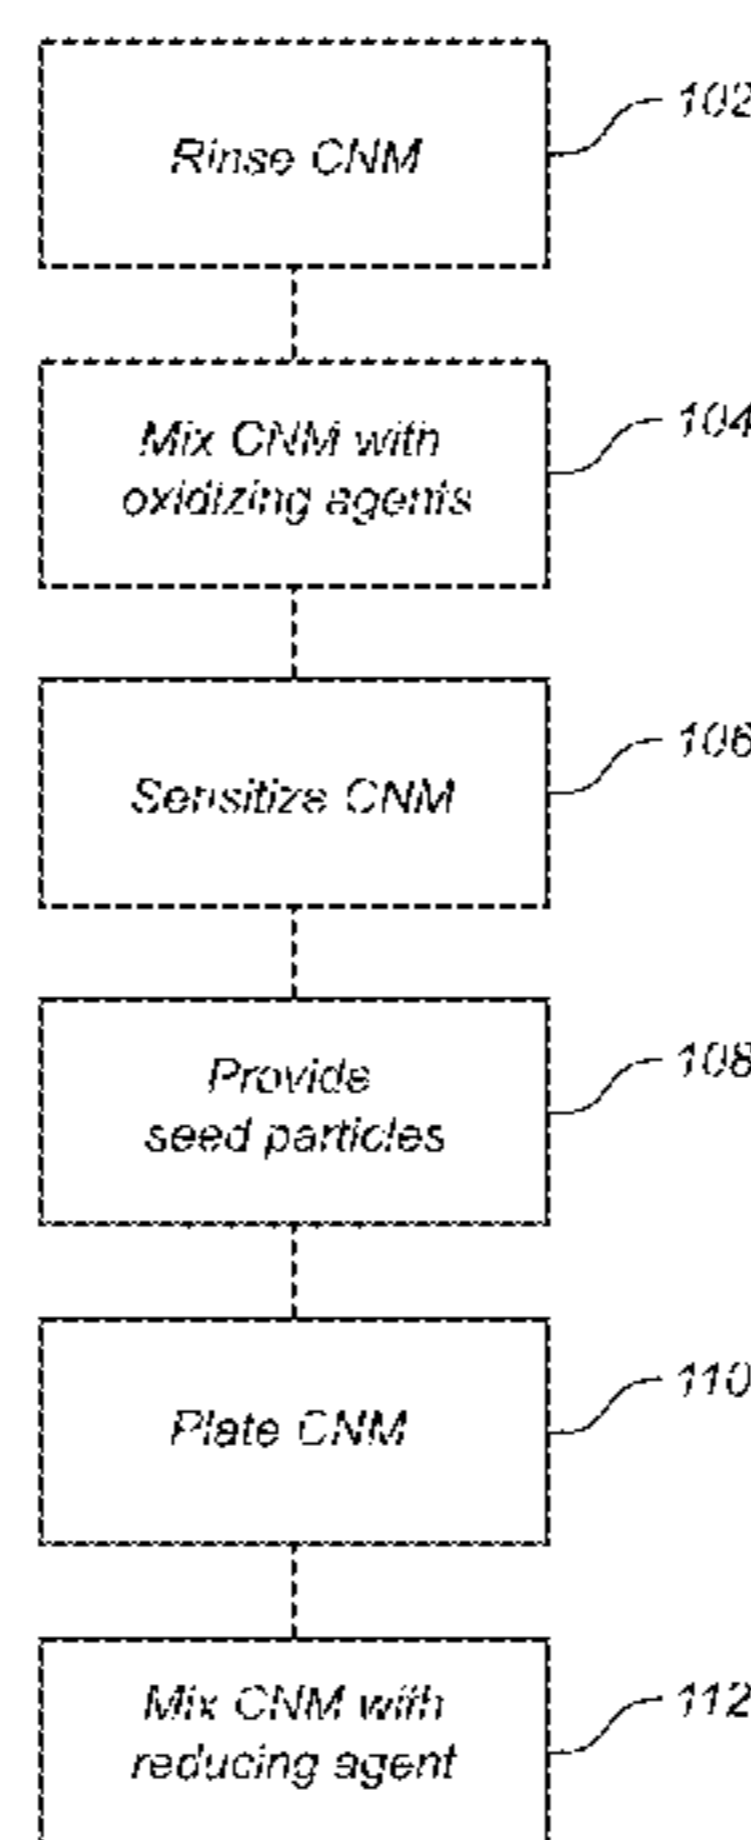 Rinse CNM
102
Mix CNM with
oxidizing agents
104
Sensitize CNM
106
Provide
seed particles
108
Plate CNM
110
Mix CNM with
reducing agent
112